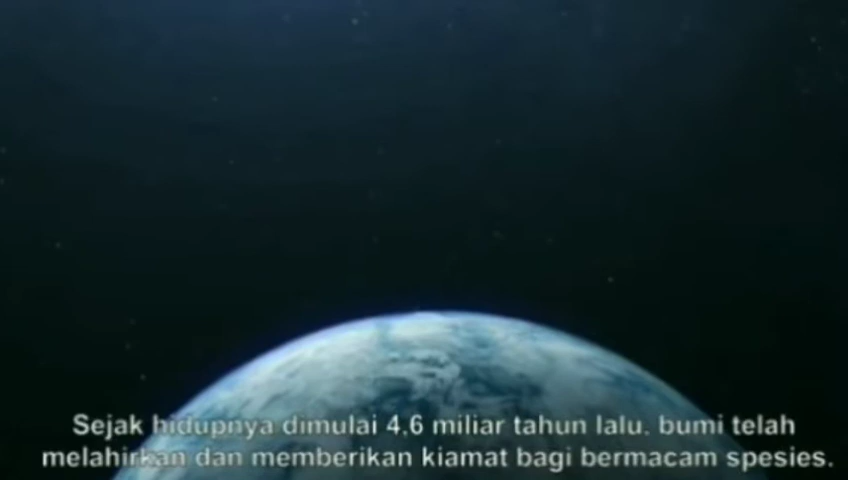 Sejak hidupnya dimulai 4,6 miliar tahun lalu, bumi telah
melahirkan dan memberikan kiamat bagi bermacam spesies.